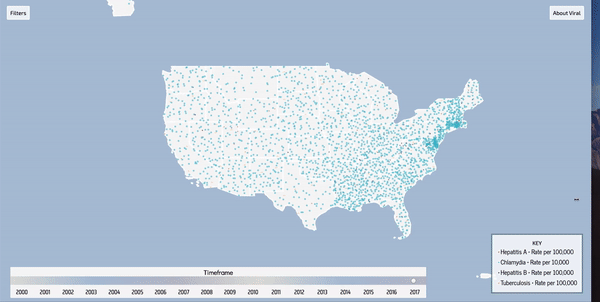 Filters
About Viral
Timeframe
2000 2001 2002 2003 2004 2005 2006 2007 2008 2009 2010 2011 2012 2013 2014 2015 2016 2017
KEY
· Hepatitis A - Rate per 100,000
· Chlamydia - Rate per 10,000
· Hepatitis B - Rate per 100,000
· Tuberculosis - Rate per 100,000